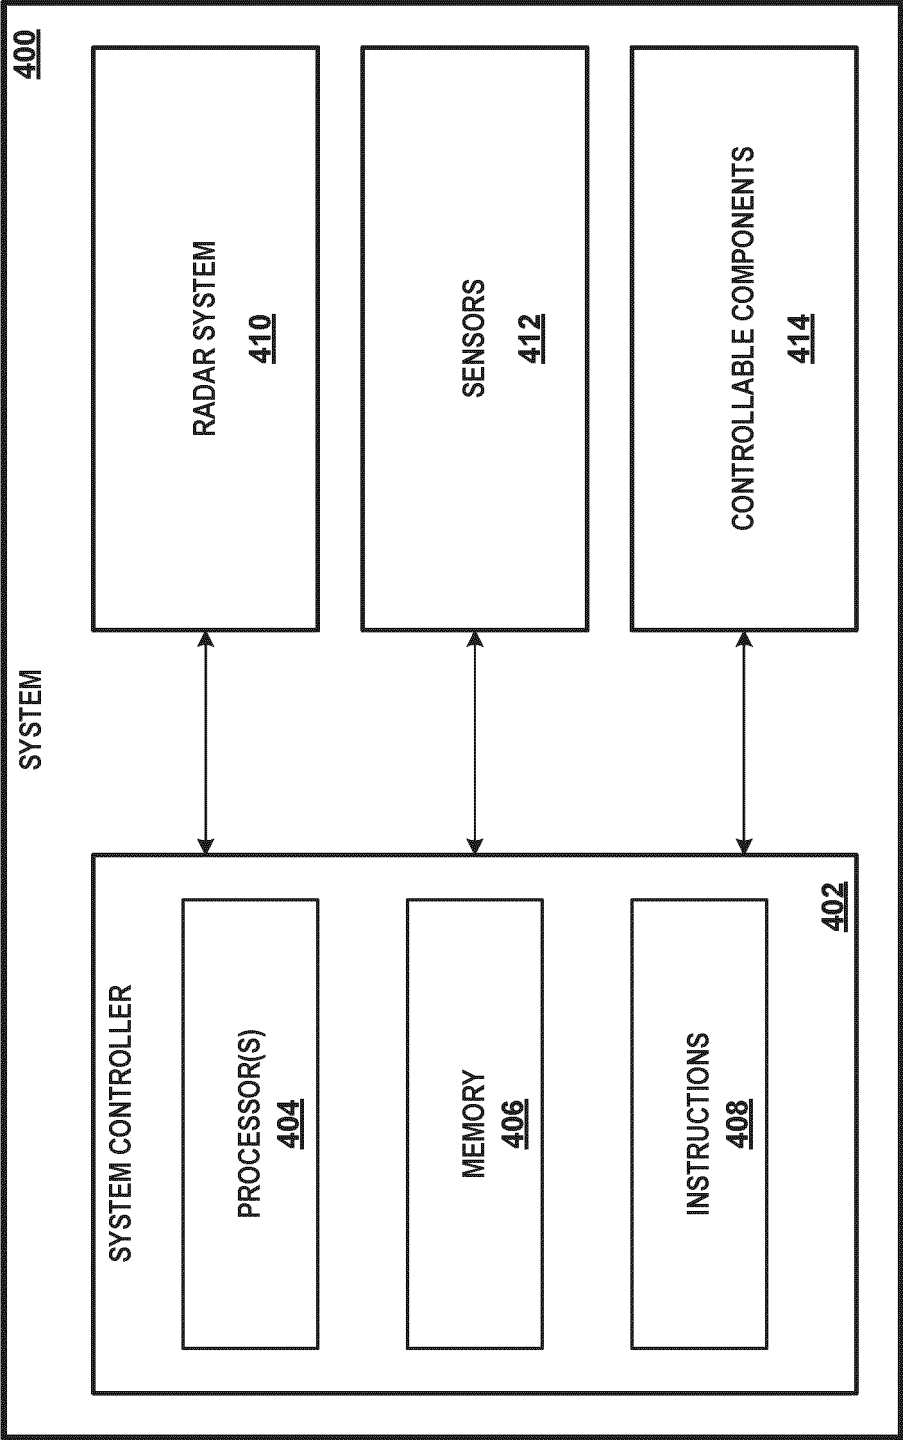 SYSTEM
400
SYSTEM CONTROLLER
PROCESSOR(S)
404
MEMORY
406
INSTRUCTIONS
408
402
RADAR SYSTEM
410
SENSORS
412
CONTROLLABLE COMPONENTS
414